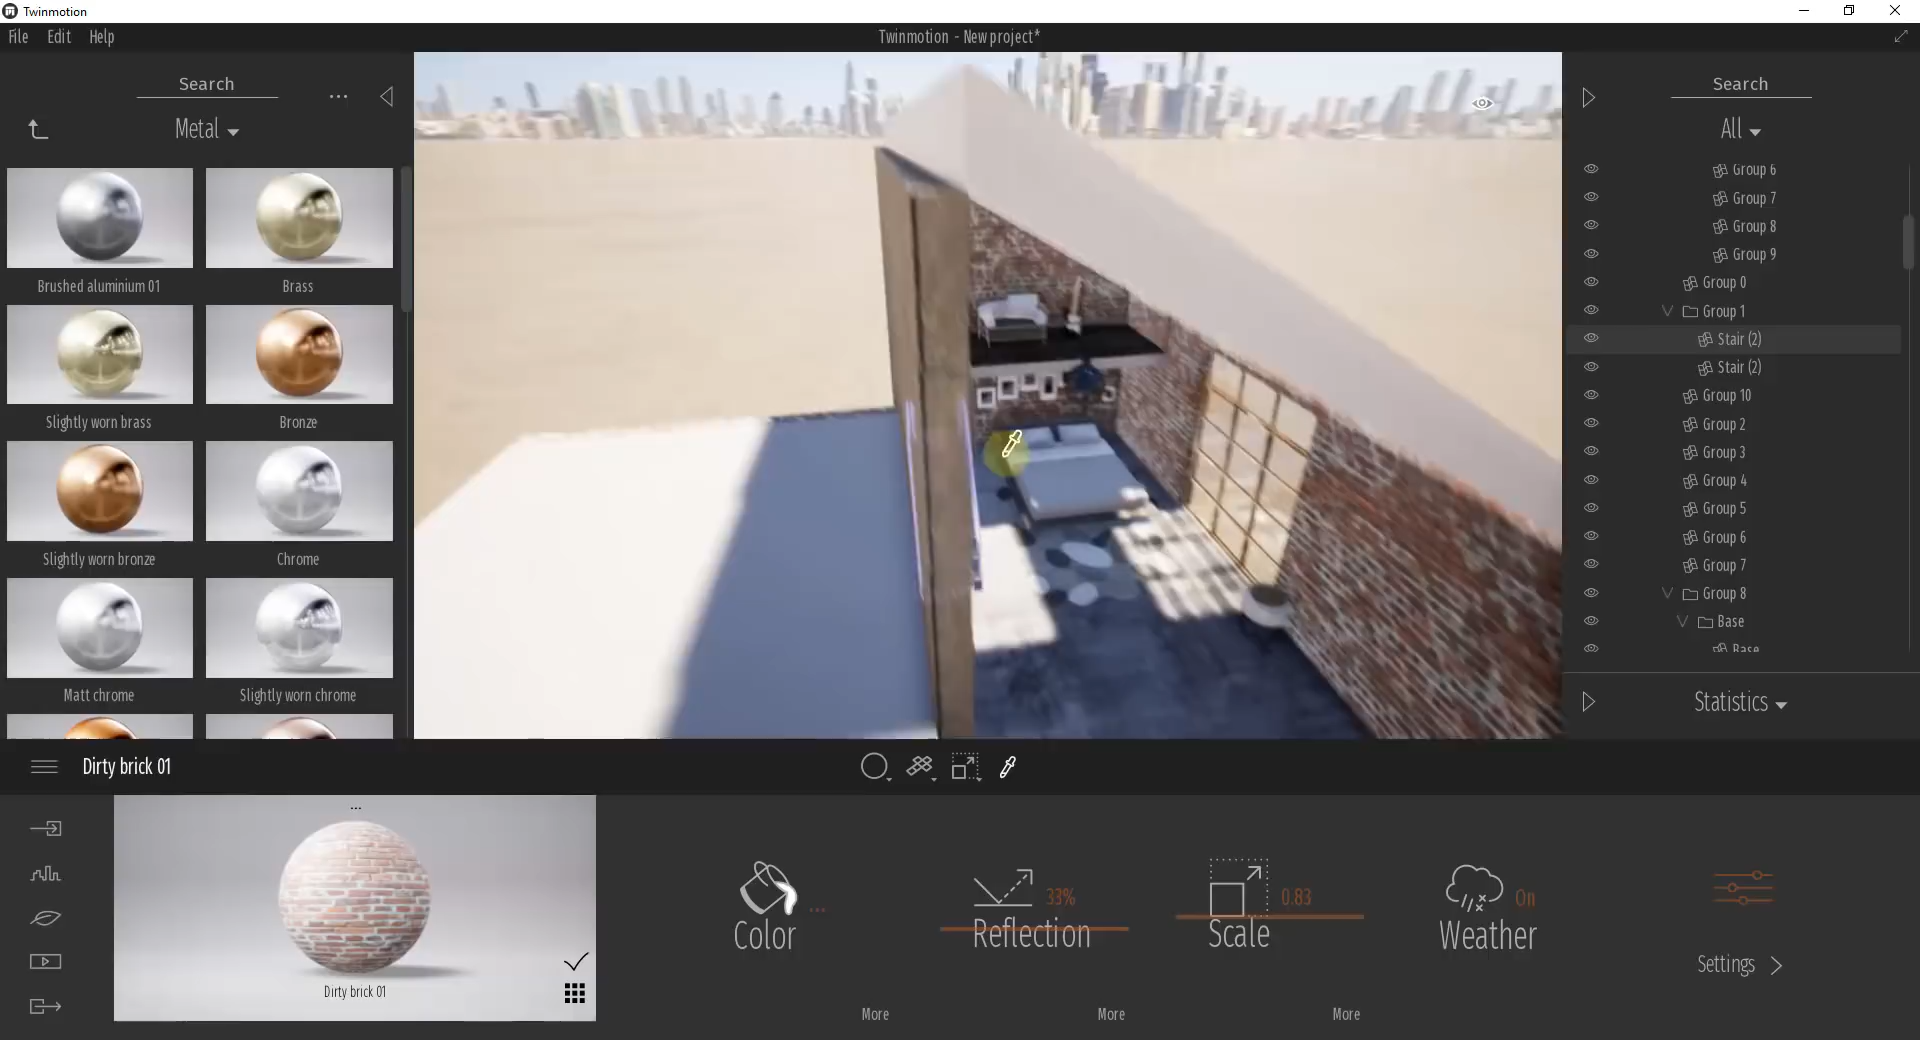 Twinmotion
File Edit Help
Twinmotion - New project*
Search
Metal
Brushed aluminium 01
Brass
Slightly worn brass
Bronze
Slightly worn bronze
Chrome
Matt chrome
Slightly worn chrome
Search
All
Group 6
Group 7
Group 8
Group 9
Group 0
Group 1
Stair (2)
Stair (2)
Group 10
Group 2
Group 3
Group 4
Group 5
Group 6
Group 7
Group 8
Base
Base
Statistics
Dirty brick 01
...
Dirty brick 01
Color ...
More
33%
Reflection
More
0.83
Scale
More
On
Weather
Settings